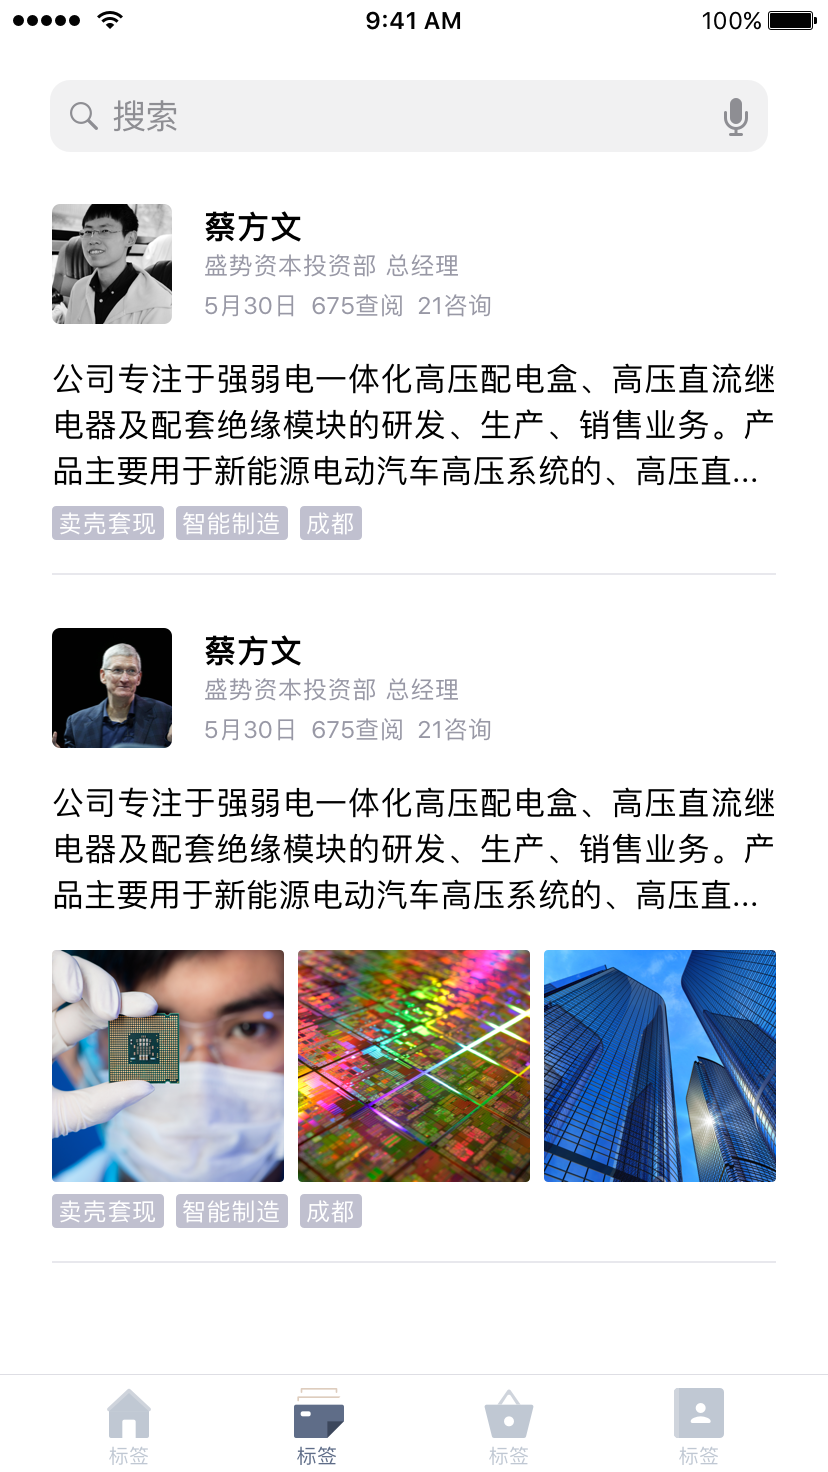 9:41 AM 100%
搜索
蔡方文
盛势资本投资部 总经理
5月30日 675查阅 21咨询
公司专注于强弱电一体化高压配电盒、高压直流继
电器及配套绝缘模块的研发、生产、销售业务。产
品主要用于新能源电动汽车高压系统的、高压直...
卖壳套现 智能制造 成都
蔡方文
盛势资本投资部 总经理
5月30日 675查阅 21咨询
公司专注于强弱电一体化高压配电盒、高压直流继
电器及配套绝缘模块的研发、生产、销售业务。产
品主要用于新能源电动汽车高压系统的、高压直...
卖壳套现 智能制造 成都
标签 标签 标签 标签